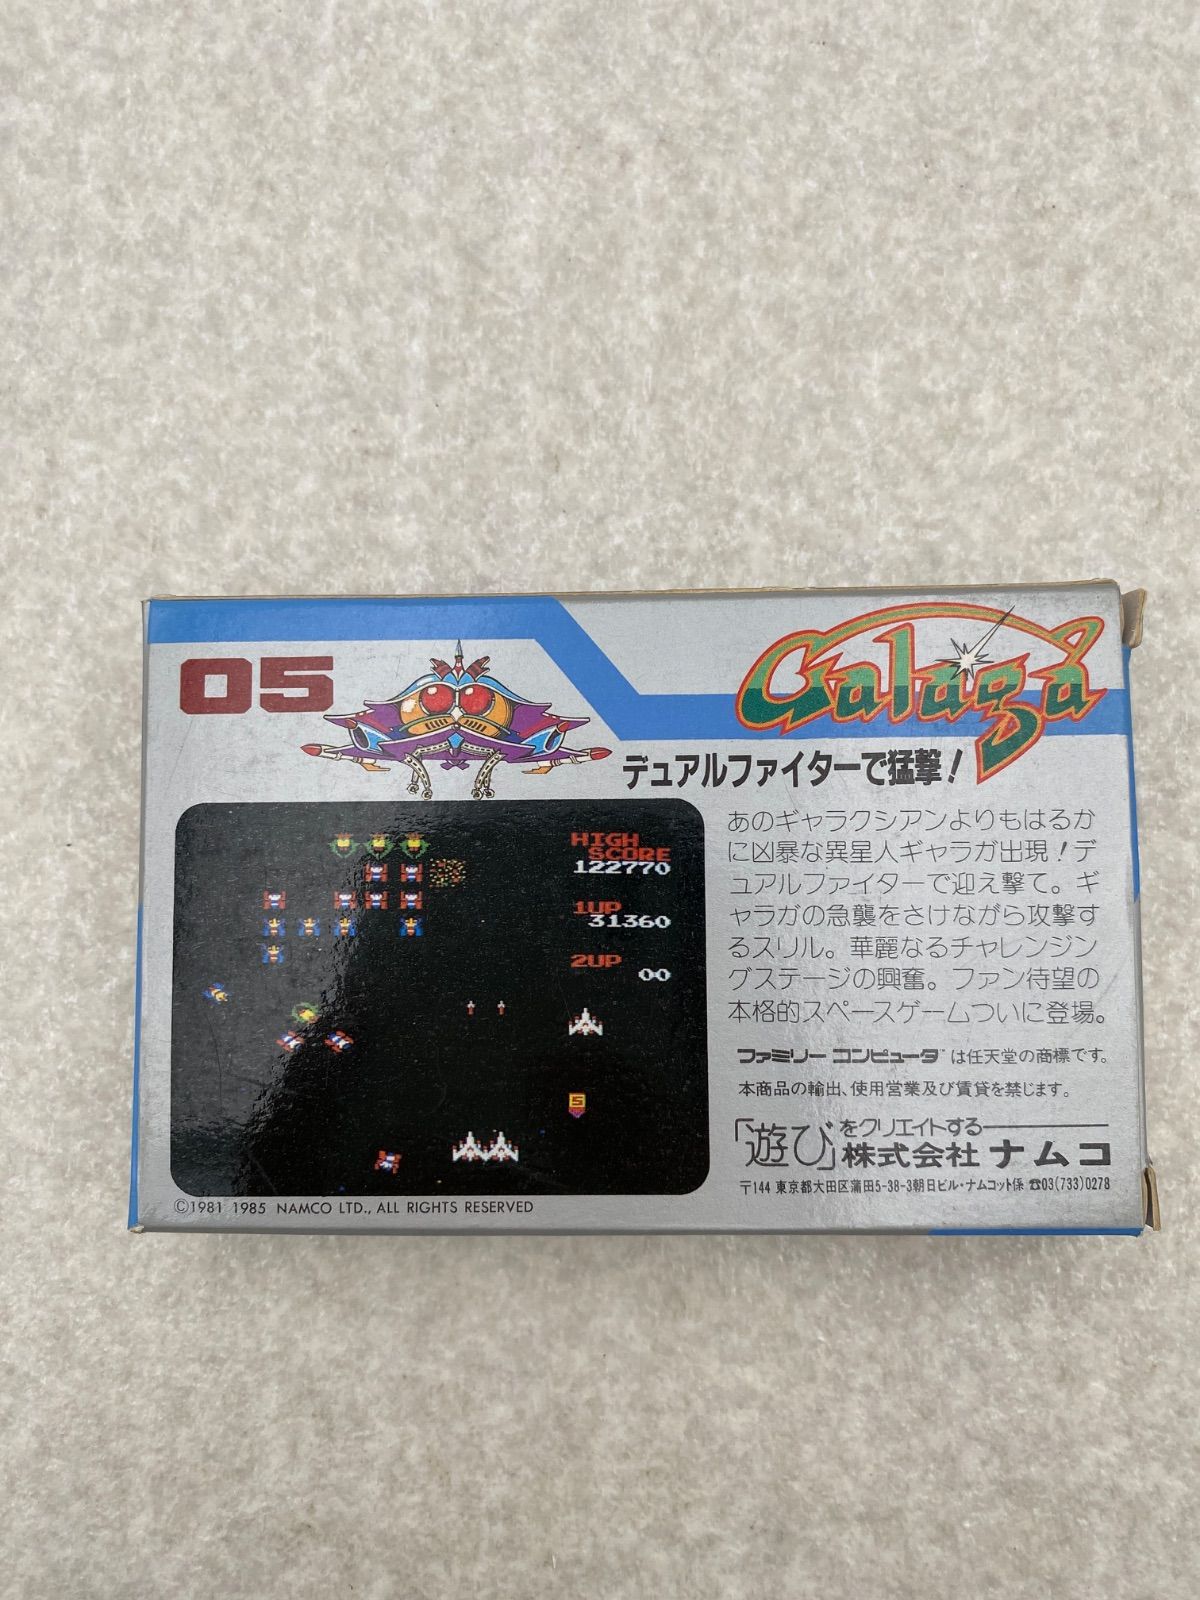 05
Galaga
デュアルファイターで猛撃!
HIGH
SCORE
122770
1UP
31360
2UP
00
5
あのギャラクシアンよりもはるか
に凶暴な異星人ギャラガ出現!デ
ュアルファイターで迎え撃て。ギ
ャラガの急襲をさけながら攻撃す
るスリル。華麗なるチャレンジン
グステージの興奮。ファン待望の
本格的スペースゲームついに登場。
ファミリー コンピュータ™は任天堂の商標です。
本商品の輸出、使用営業及び賃貸を禁じます。
「遊び」をクリエイトする
株式会社 ナムコ
〒144 東京都大田区蒲田5-38-3朝日ビル・ナムコット係 ☎03(733)0278
©1981 1985 NAMCO LTD., ALL RIGHTS RESERVED